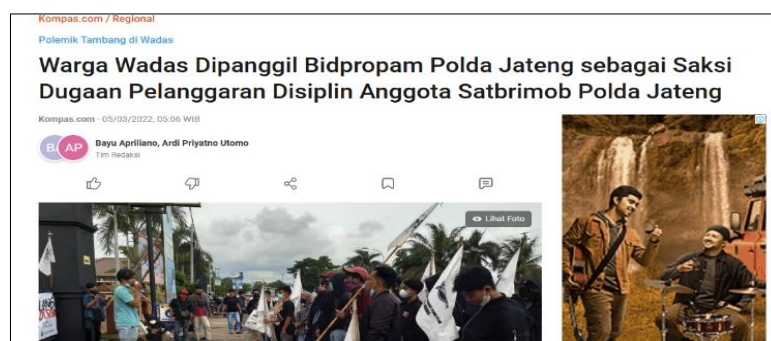 Kompas.com / Regional
Polemik Tambang di Wadas
Warga Wadas Dipanggil Bidpropam Polda Jateng sebagai Saksi
Dugaan Pelanggaran Disiplin Anggota Satbrimob Polda Jateng
Kompas.com - 05/03/2022, 05:06 WIB
BA AP
Bayu Apriliano, Ardi Priyatno Utomo
Tim Redaksi
Lihat Foto